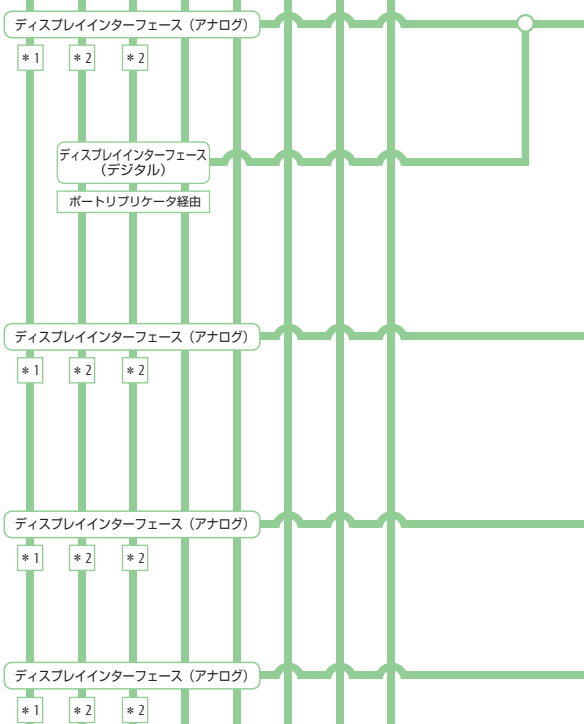 ディスプレイインターフェース（アナログ）
＊1 ＊2 ＊2
ディスプレイインターフェース
（デジタル）
ポートリプリケータ経由
ディスプレイインターフェース（アナログ）
＊1 ＊2 ＊2
ディスプレイインターフェース（アナログ）
＊1 ＊2 ＊2
ディスプレイインターフェース（アナログ）
＊1 ＊2 ＊2